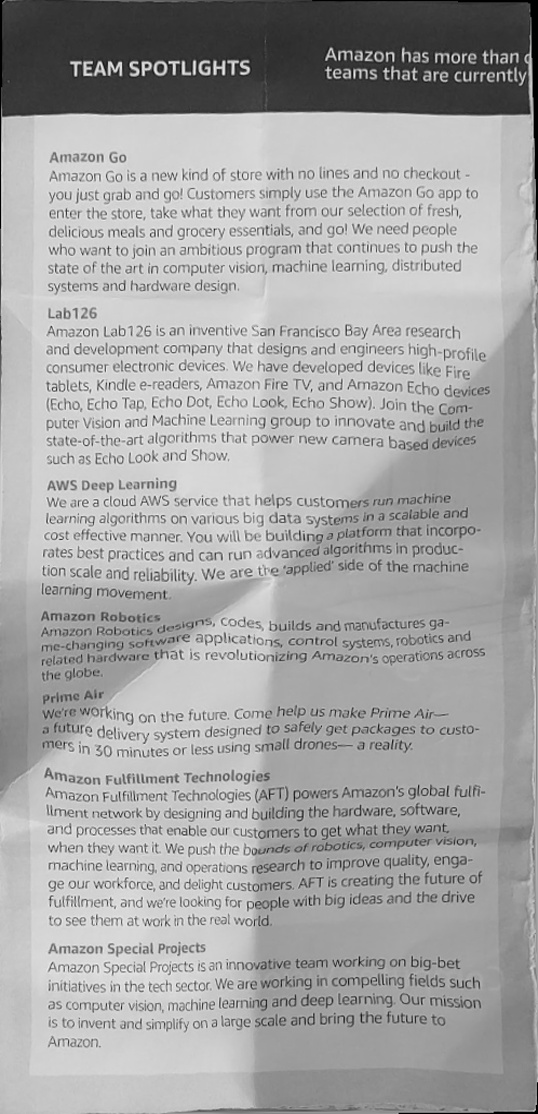 TEAM SPOTLIGHTS
Amazon has more than
teams that are currently
Amazon Go
Amazon Go is a new kind of store with no lines and no checkout -
you just grab and go! Customers simply use the Amazon Go app to
enter the store, take what they want from our selection of fresh,
delicious meals and grocery essentials, and go! We need people
who want to join an ambitious program that continues to push the
state of the art in computer vision, machine learning, distributed
systems and hardware design.
Lab126
Amazon Lab126 is an inventive San Francisco Bay Area research
and development company that designs and engineers high-profile
consumer electronic devices. We have developed devices like Fire
tablets, Kindle e-readers, Amazon Fire TV, and Amazon Echo devices
(Echo, Echo Tap, Echo Dot, Echo Look, Echo Show). Join the Com-
puter Vision and Machine Learning group to innovate and build the
state-of-the-art algorithms that power new camera based devices
such as Echo Look and Show.
AWS Deep Learning
We are a cloud AWS service that helps customers run machine
learning algorithms on various big data systems in a scalable and
cost effective manner. You will be building a platform that incorpo-
rates best practices and can run advanced algorithms in produc-
tion scale and reliability. We are the 'applied' side of the machine
learning movement.
Amazon Robotics
Amazon Robotics designs, codes, builds and manufactures ga-
me-changing software applications, control systems, robotics and
related hardware that is revolutionizing Amazon's operations across
the globe.
Prime Air
We're working on the future. Come help us make Prime Air—
a future delivery system designed to safely get packages to custo-
mers in 30 minutes or less using small drones— a reality.
Amazon Fulfillment Technologies
Amazon Fulfillment Technologies (AFT) powers Amazon's global fulfi-
llment network by designing and building the hardware, software,
and processes that enable our customers to get what they want,
when they want it. We push the bounds of robotics, computer vision,
machine learning, and operations research to improve quality, enga-
ge our workforce, and delight customers. AFT is creating the future of
fulfillment, and we're looking for people with big ideas and the drive
to see them at work in the real world.
Amazon Special Projects
Amazon Special Projects is an innovative team working on big-bet
initiatives in the tech sector. We are working in compelling fields such
as computer vision, machine learning and deep learning. Our mission
is to invent and simplify on a large scale and bring the future to
Amazon.